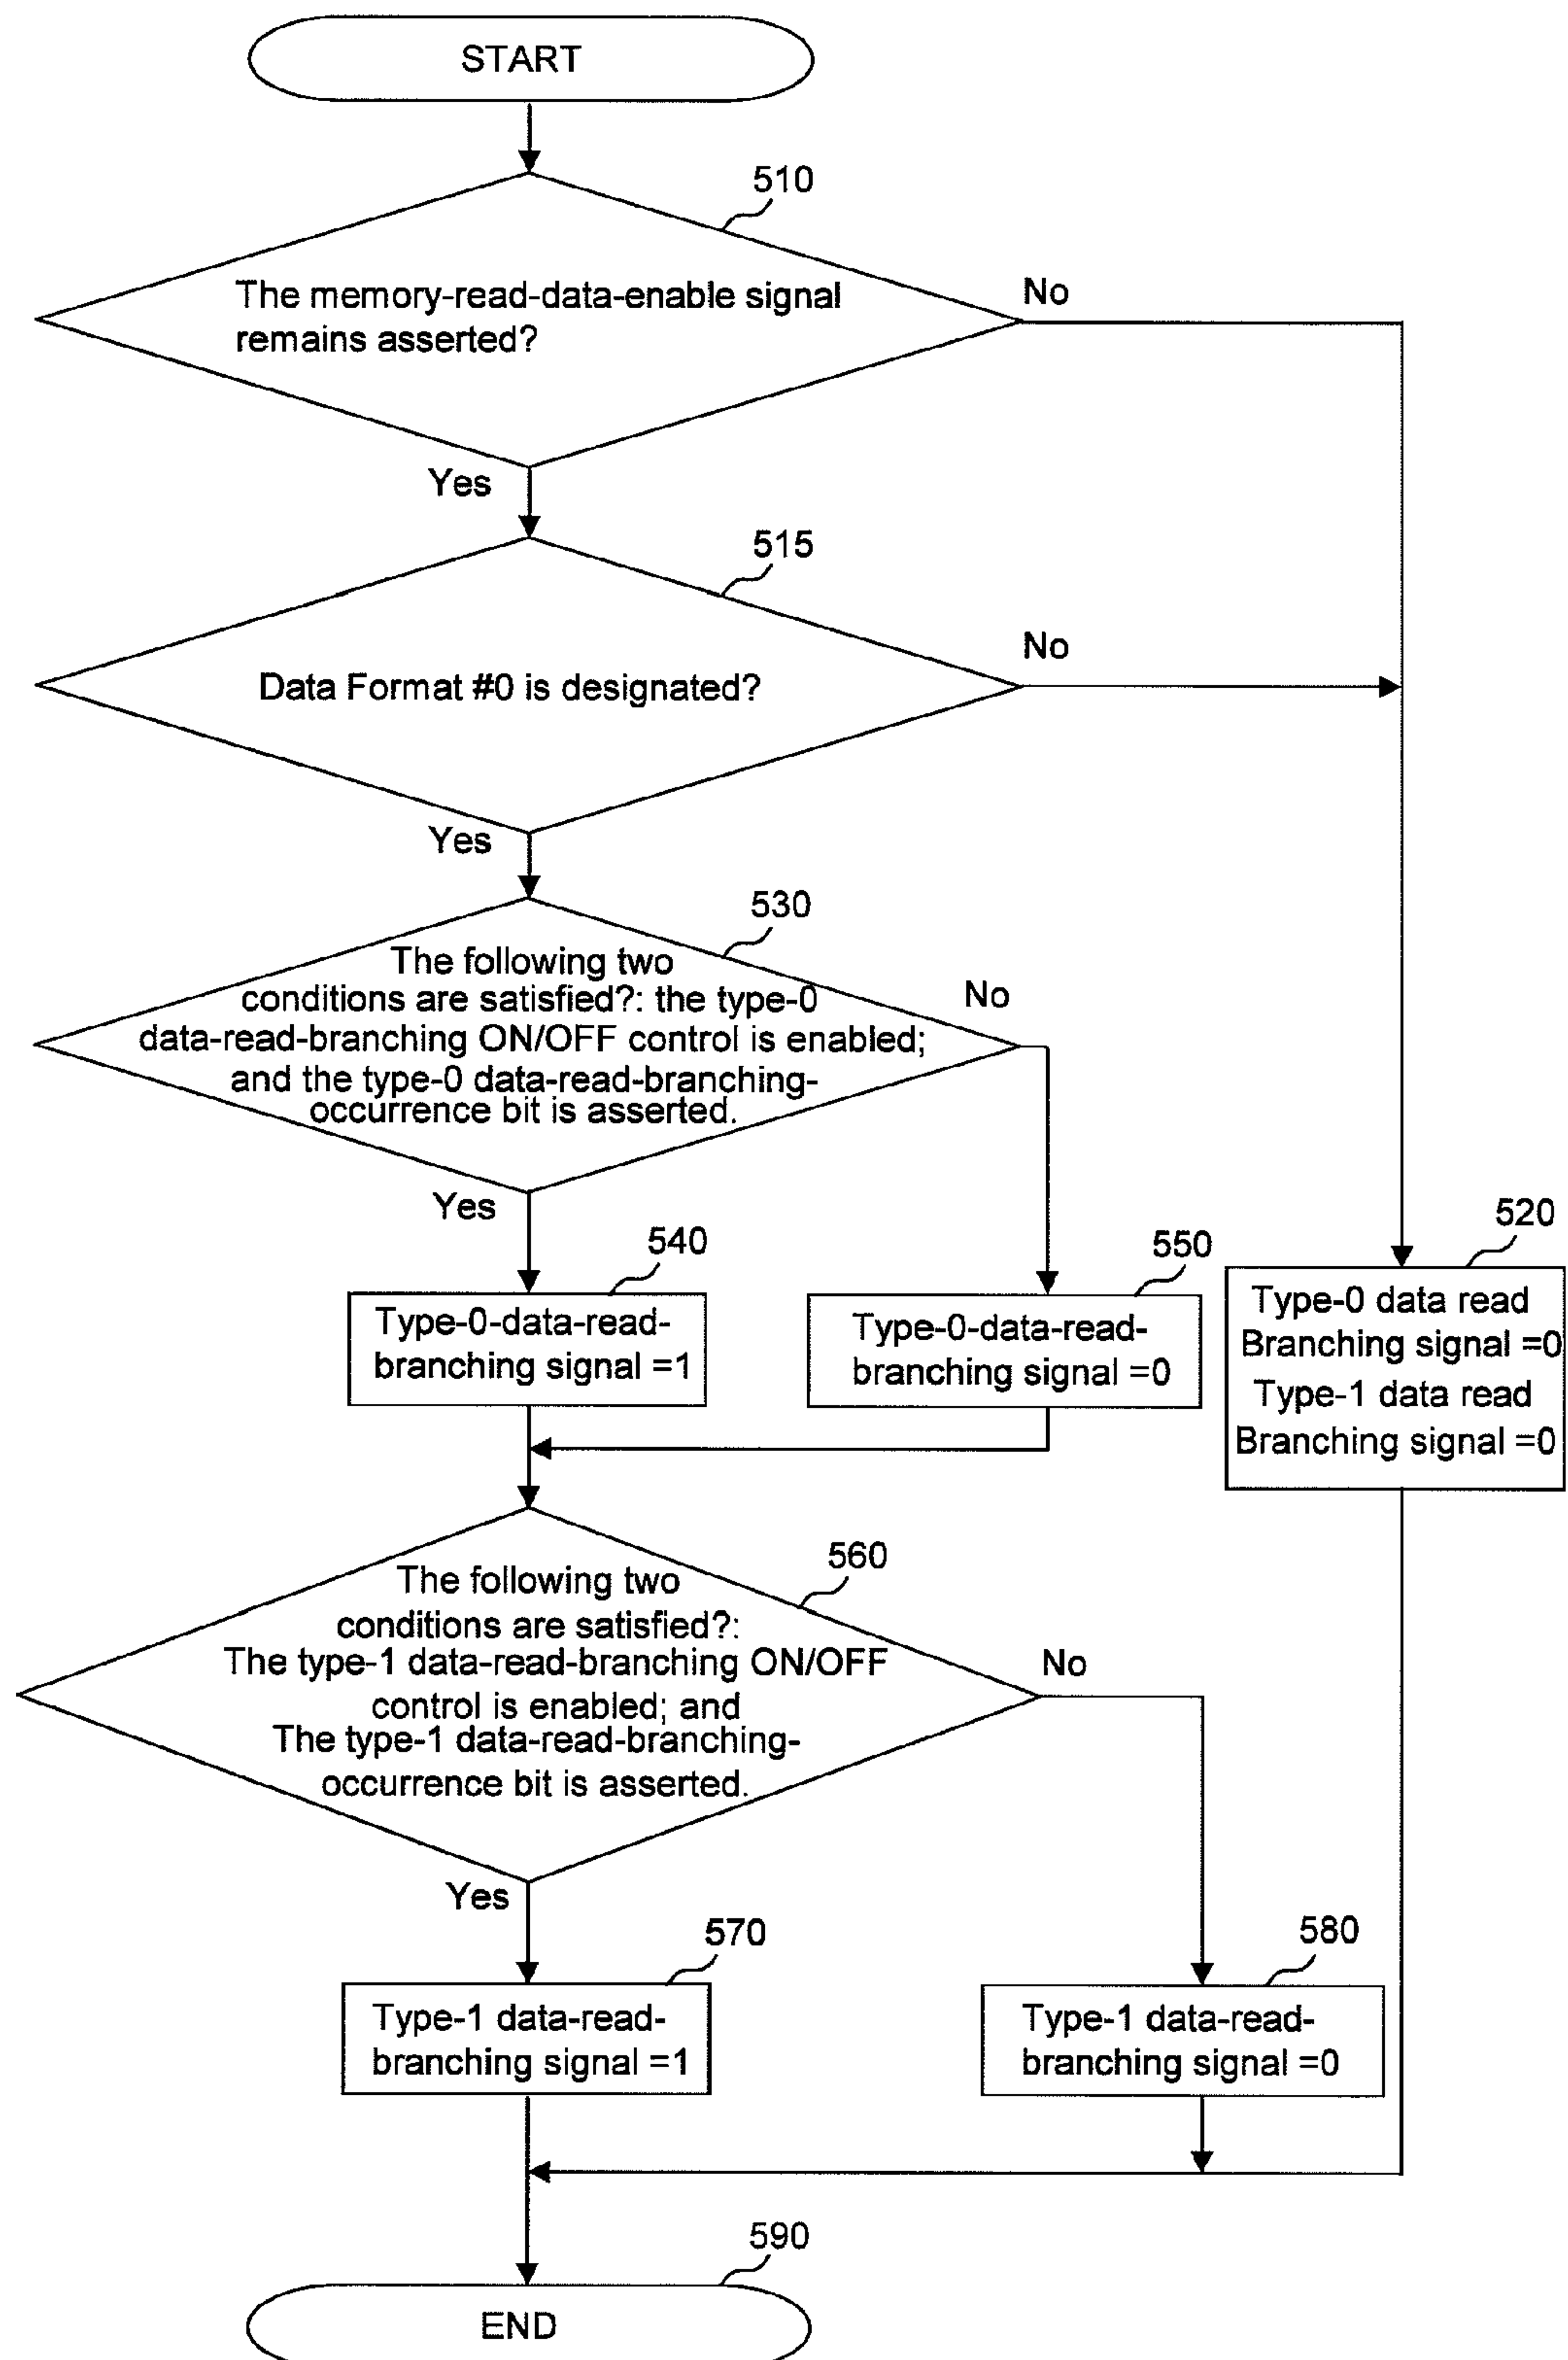 START
510
The memory-read-data-enable signal
remains asserted?
No
Yes
515
Data Format #0 is designated?
No
Yes
530
The following two
conditions are satisfied?: the type-0
data-read-branching ON/OFF control is enabled;
and the type-0 data-read-branching-
occurrence bit is asserted.
No
Yes
540
Type-0-data-read-
branching signal =1
550
Type-0-data-read-
branching signal =0
520
Type-0 data read
Branching signal =0
Type-1 data read
Branching signal =0
560
The following two
conditions are satisfied?:
The type-1 data-read-branching ON/OFF
control is enabled; and
The type-1 data-read-branching-
occurrence bit is asserted.
No
Yes
570
Type-1 data-read-
branching signal =1
580
Type-1 data-read-
branching signal =0
590
END